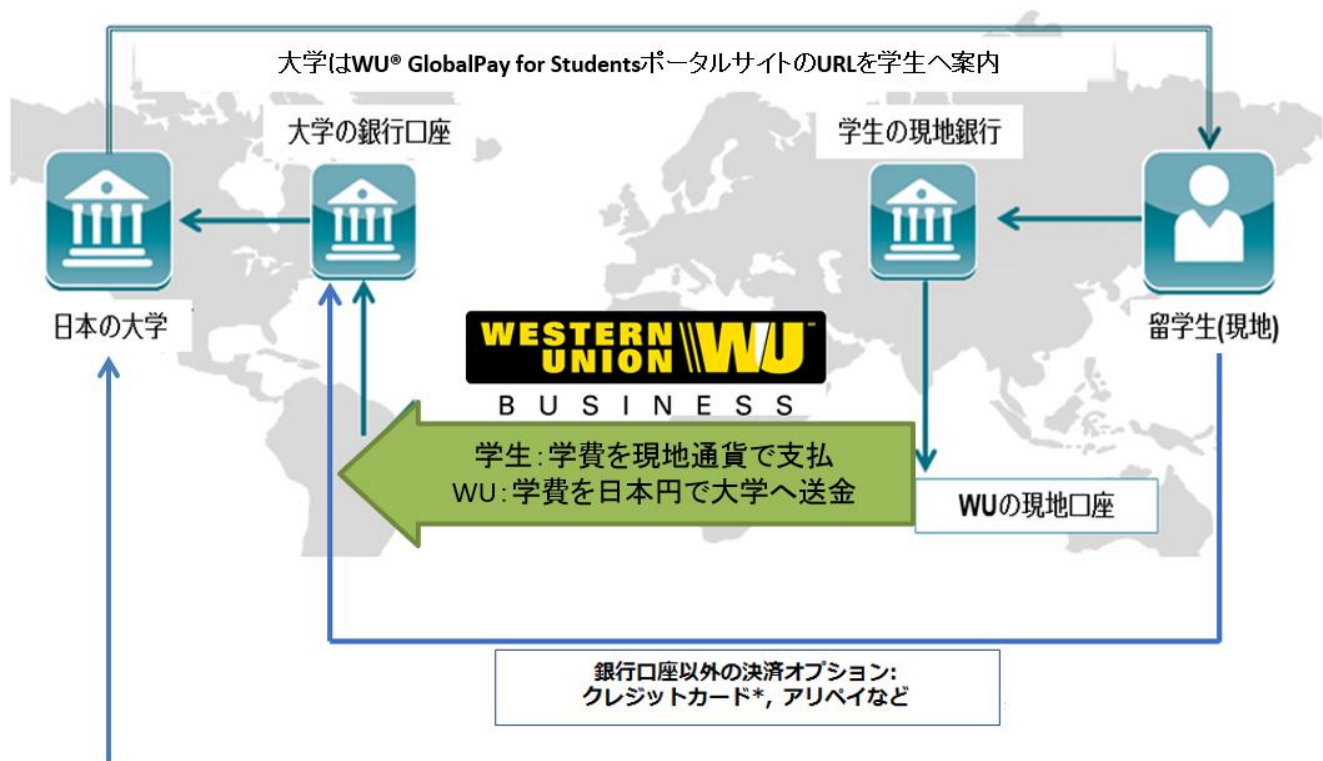 大学はWU® GlobalPay for StudentsポータルサイトのURLを学生へ案内
大学の銀行口座
学生の現地銀行
日本の大学
留学生(現地)
WESTERN UNION WU
BUSINESS
学生:学費を現地通貨で支払
WU:学費を日本円で大学へ送金
WUの現地口座
銀行口座以外の決済オプション:
クレジットカード*, アリペイなど